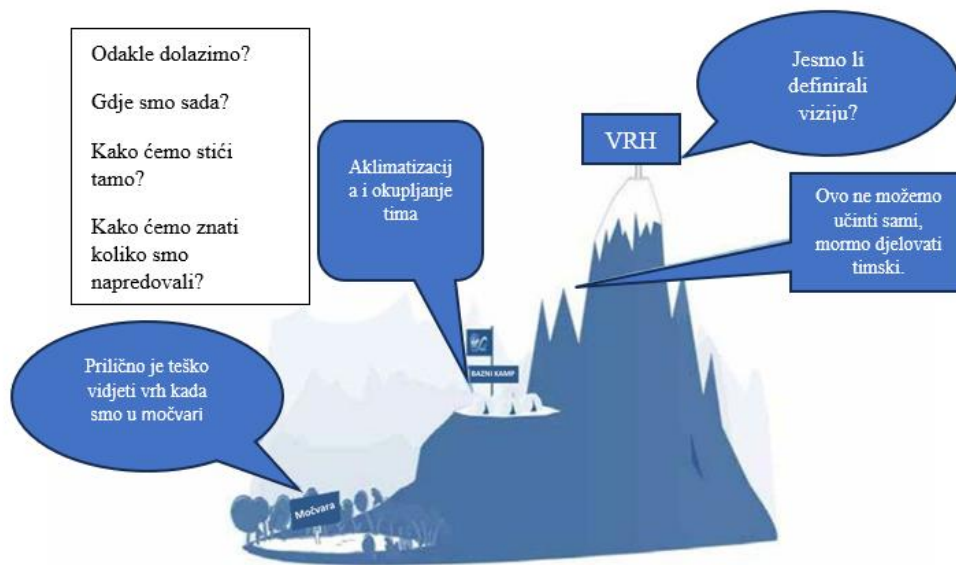 Odakle dolazimo?
Gdje smo sada?
Kako ćemo stići
tamo?
Kako ćemo znati
koliko smo
napredovali?
Jesmo li
definirali
viziju?
VRH
Aklimatizacij
a i okupljanje
tima
Ovo ne možemo
učinti sami,
mormo djelovati
timski.
BAZNI KAMP
Prilično je teško
vidjeti vrh kada
smo u močvari
Močvara